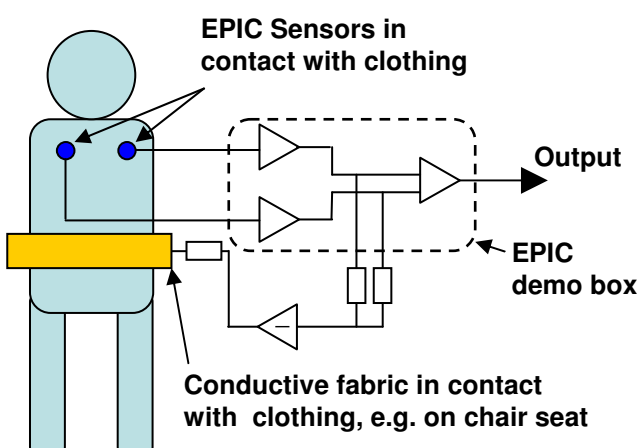 EPIC Sensors in
contact with clothing
Output
EPIC
demo box
Conductive fabric in contact
with clothing, e.g. on chair seat